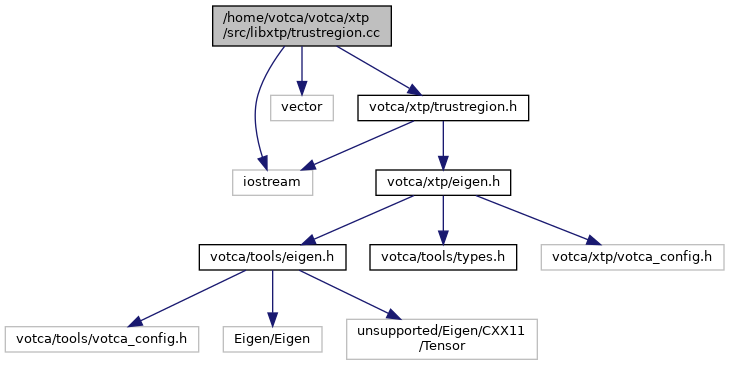 /home/votca/votca/xtp
/src/libxtp/trustregion.cc
vector
votca/xtp/trustregion.h
iostream
votca/xtp/eigen.h
votca/tools/eigen.h
votca/tools/types.h
votca/xtp/votca_config.h
votca/tools/votca_config.h
Eigen/Eigen
unsupported/Eigen/CXX11
/Tensor